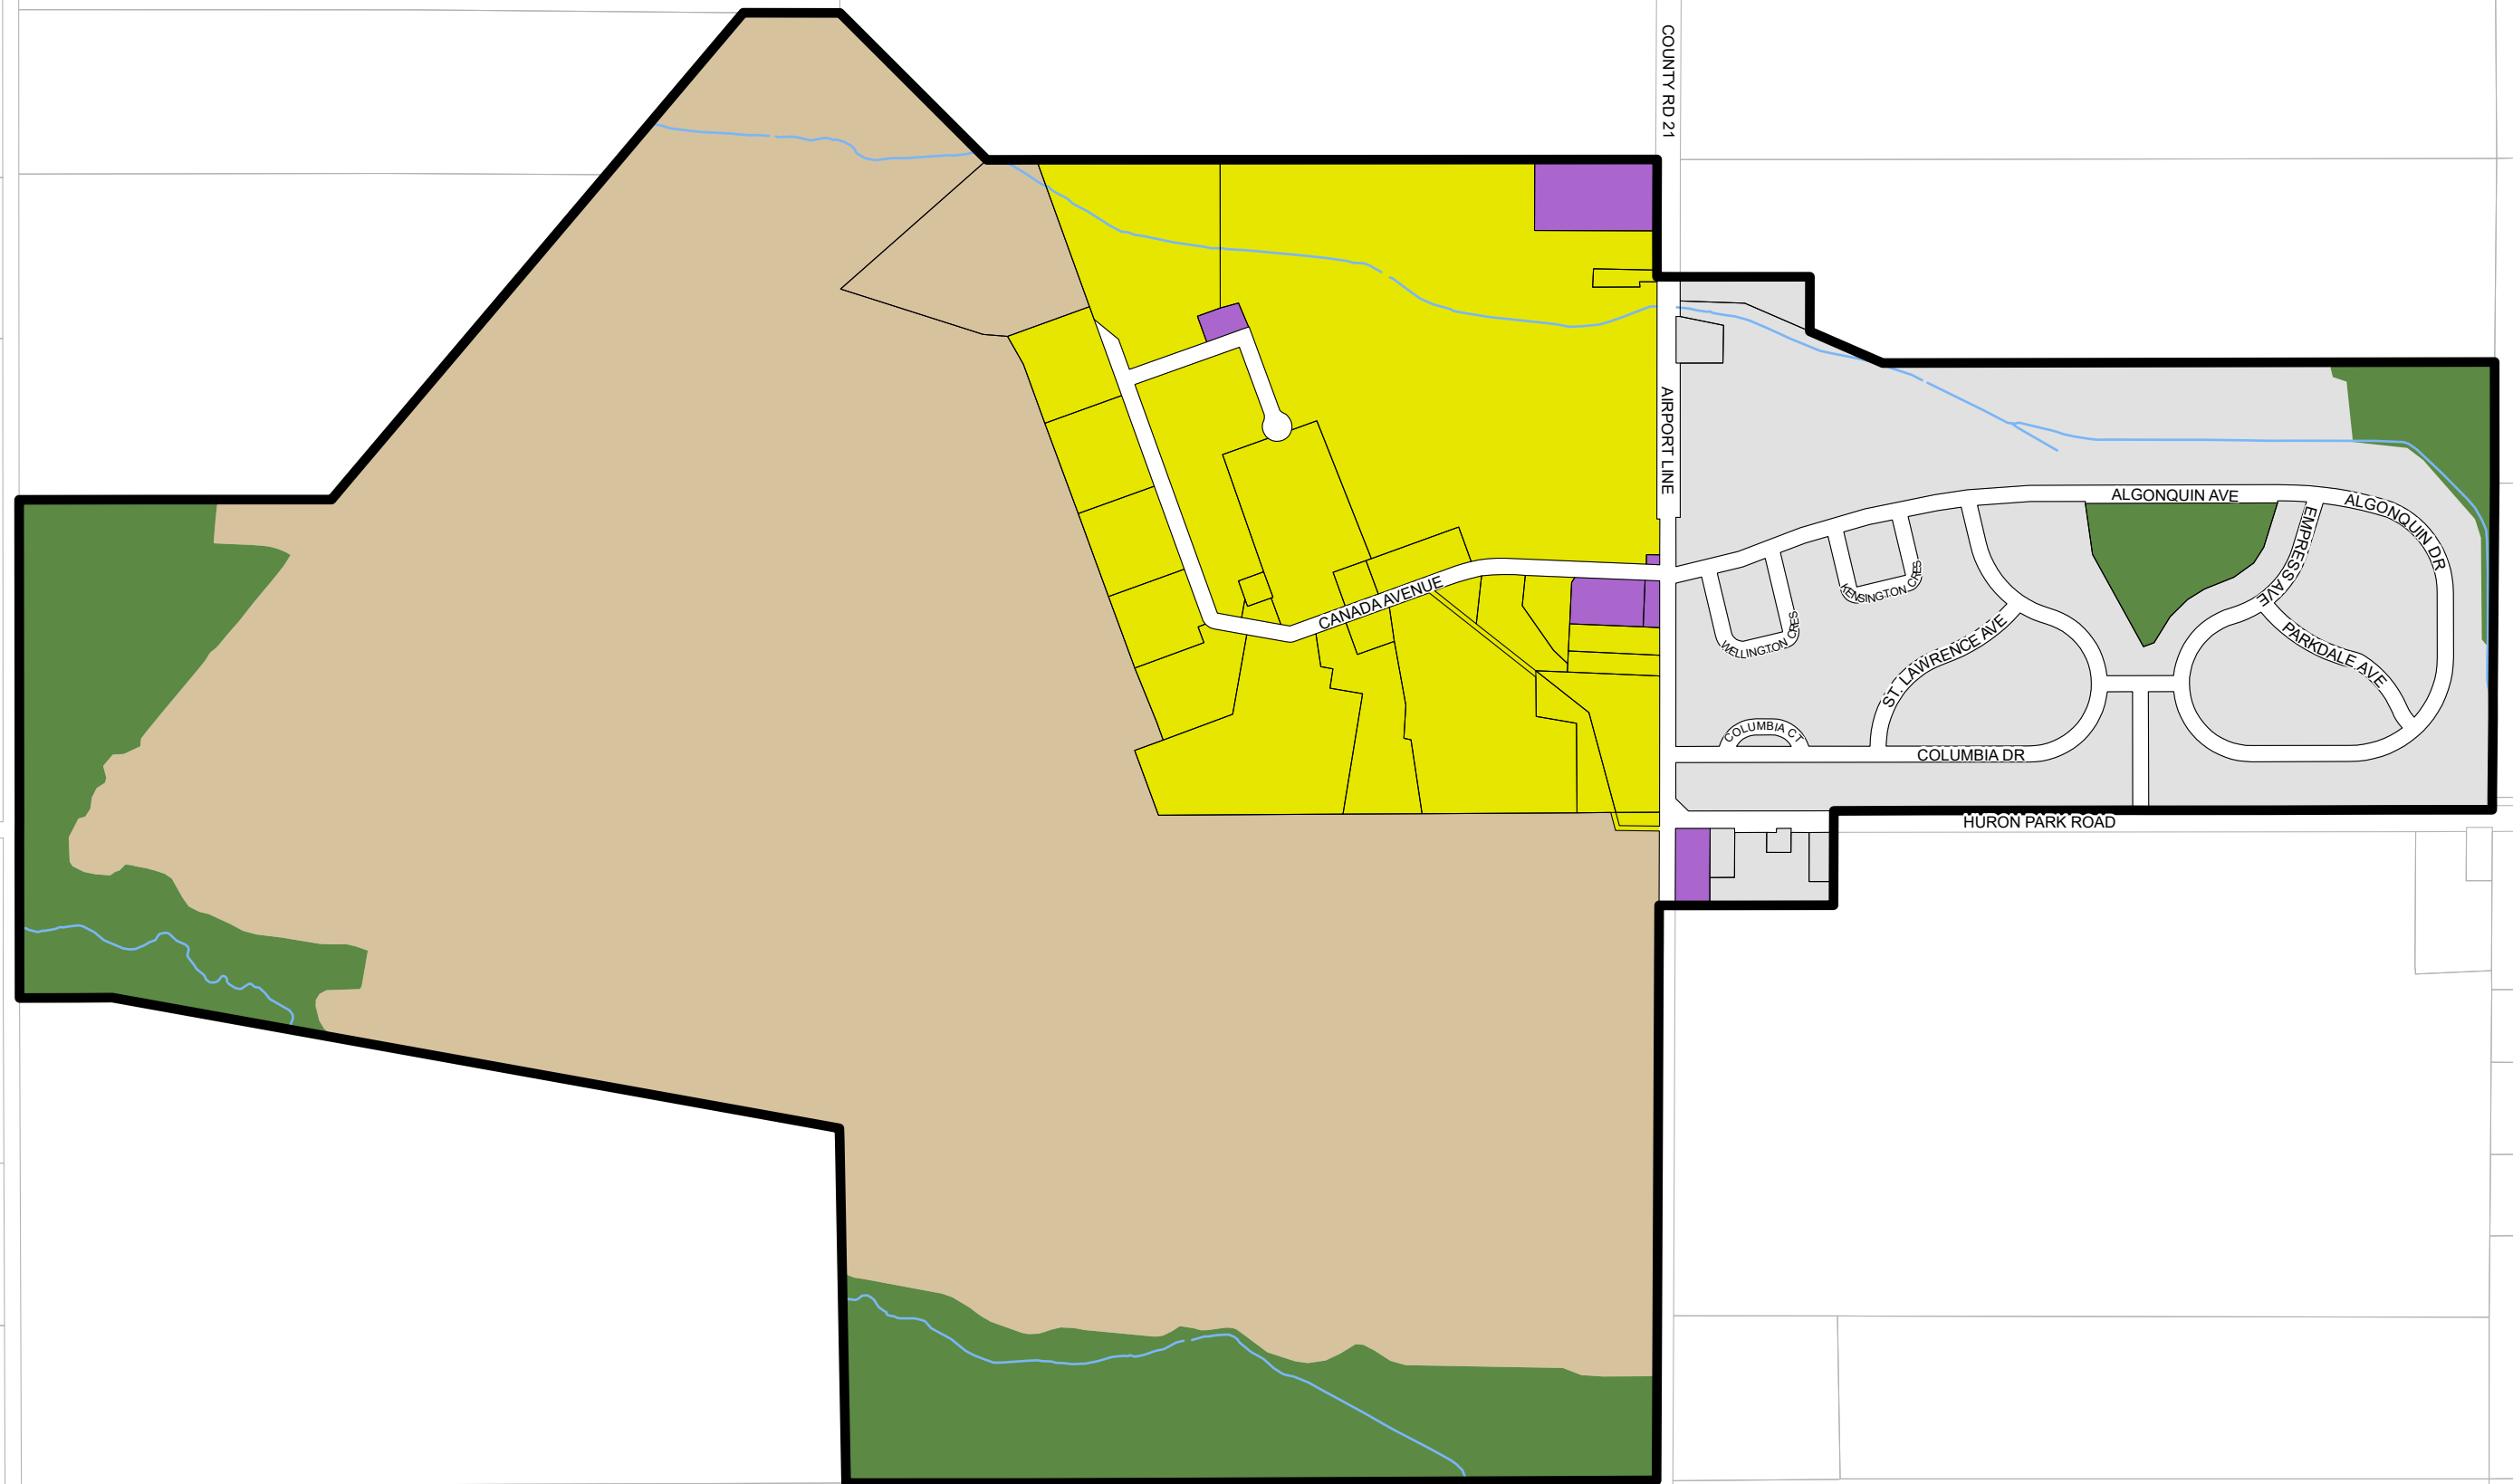 COUNTY RD 21
AIRPORT LINE
ALGONQUIN AVE
ALGONQUIN DR
EMPRESS AVE
KENSINGTON CRES
WELLINGTON CRES
CANADA AVENUE
ST. LAWRENCE AVE
PARKDALE AVE
COLUMBIA CT
COLUMBIA DR
HURON PARK ROAD